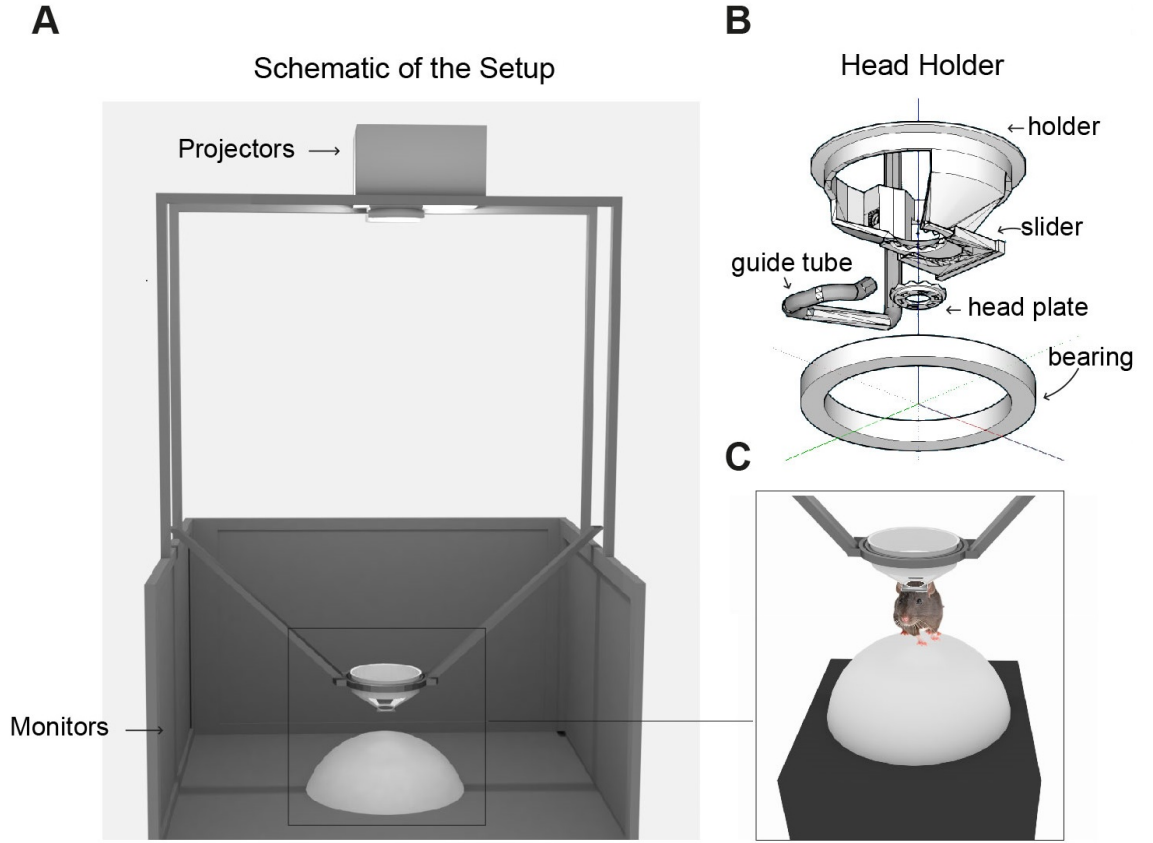 A
Schematic of the Setup
Projectors
Monitors
B
Head Holder
holder
slider
guide tube
head plate
bearing
C